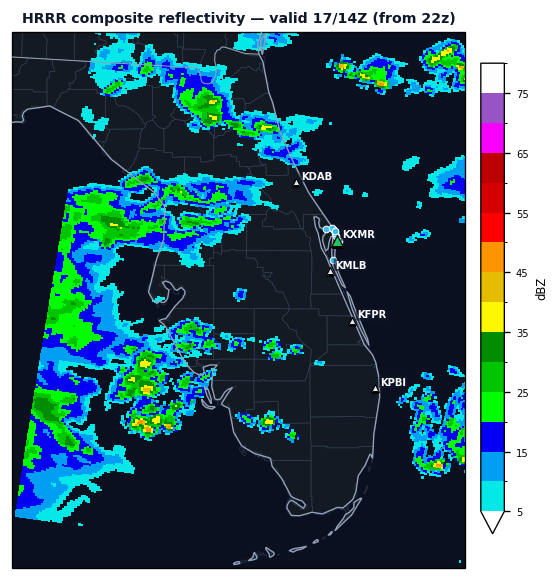 HRRR composite reflectivity — valid 17/14Z (from 22z)
KDAB
KXMR
KMLB
KFPR
KPBI
75
65
55
45
35
25
15
5
dBZ